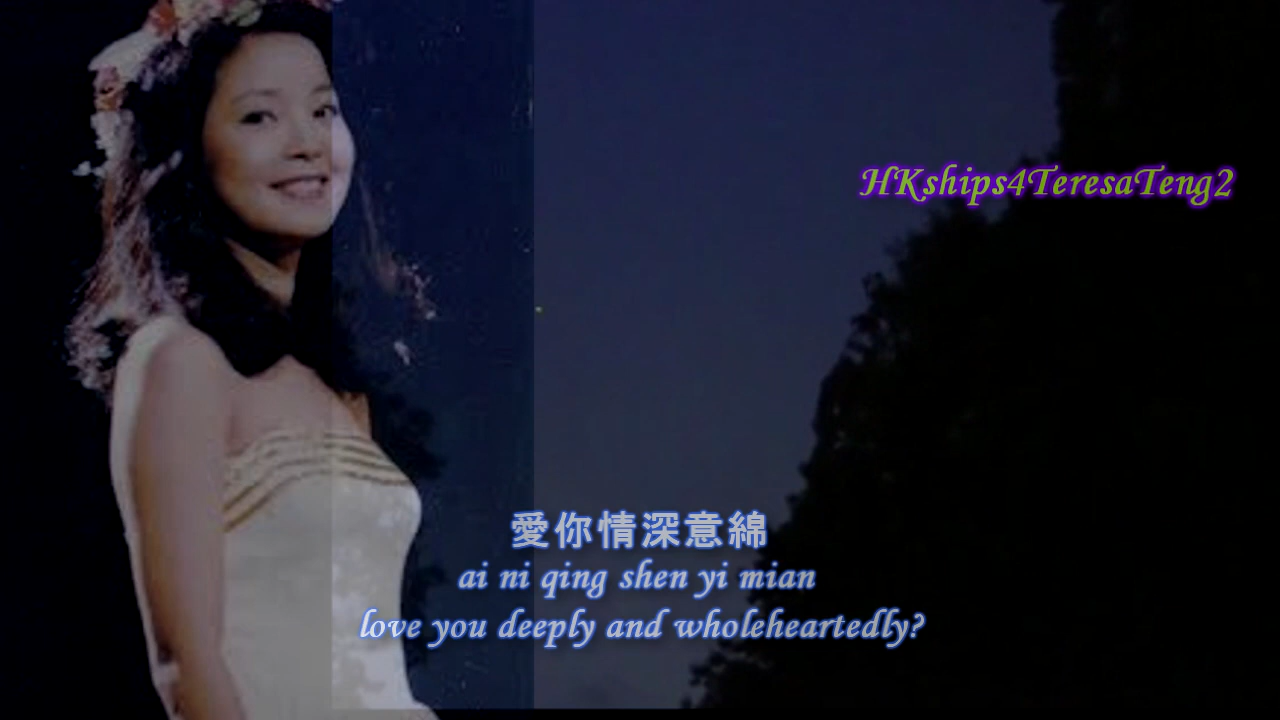 HKships4TeresaTeng2
愛你情深意綿
ai ni qing shen yi mian
love you deeply and wholeheartedly?